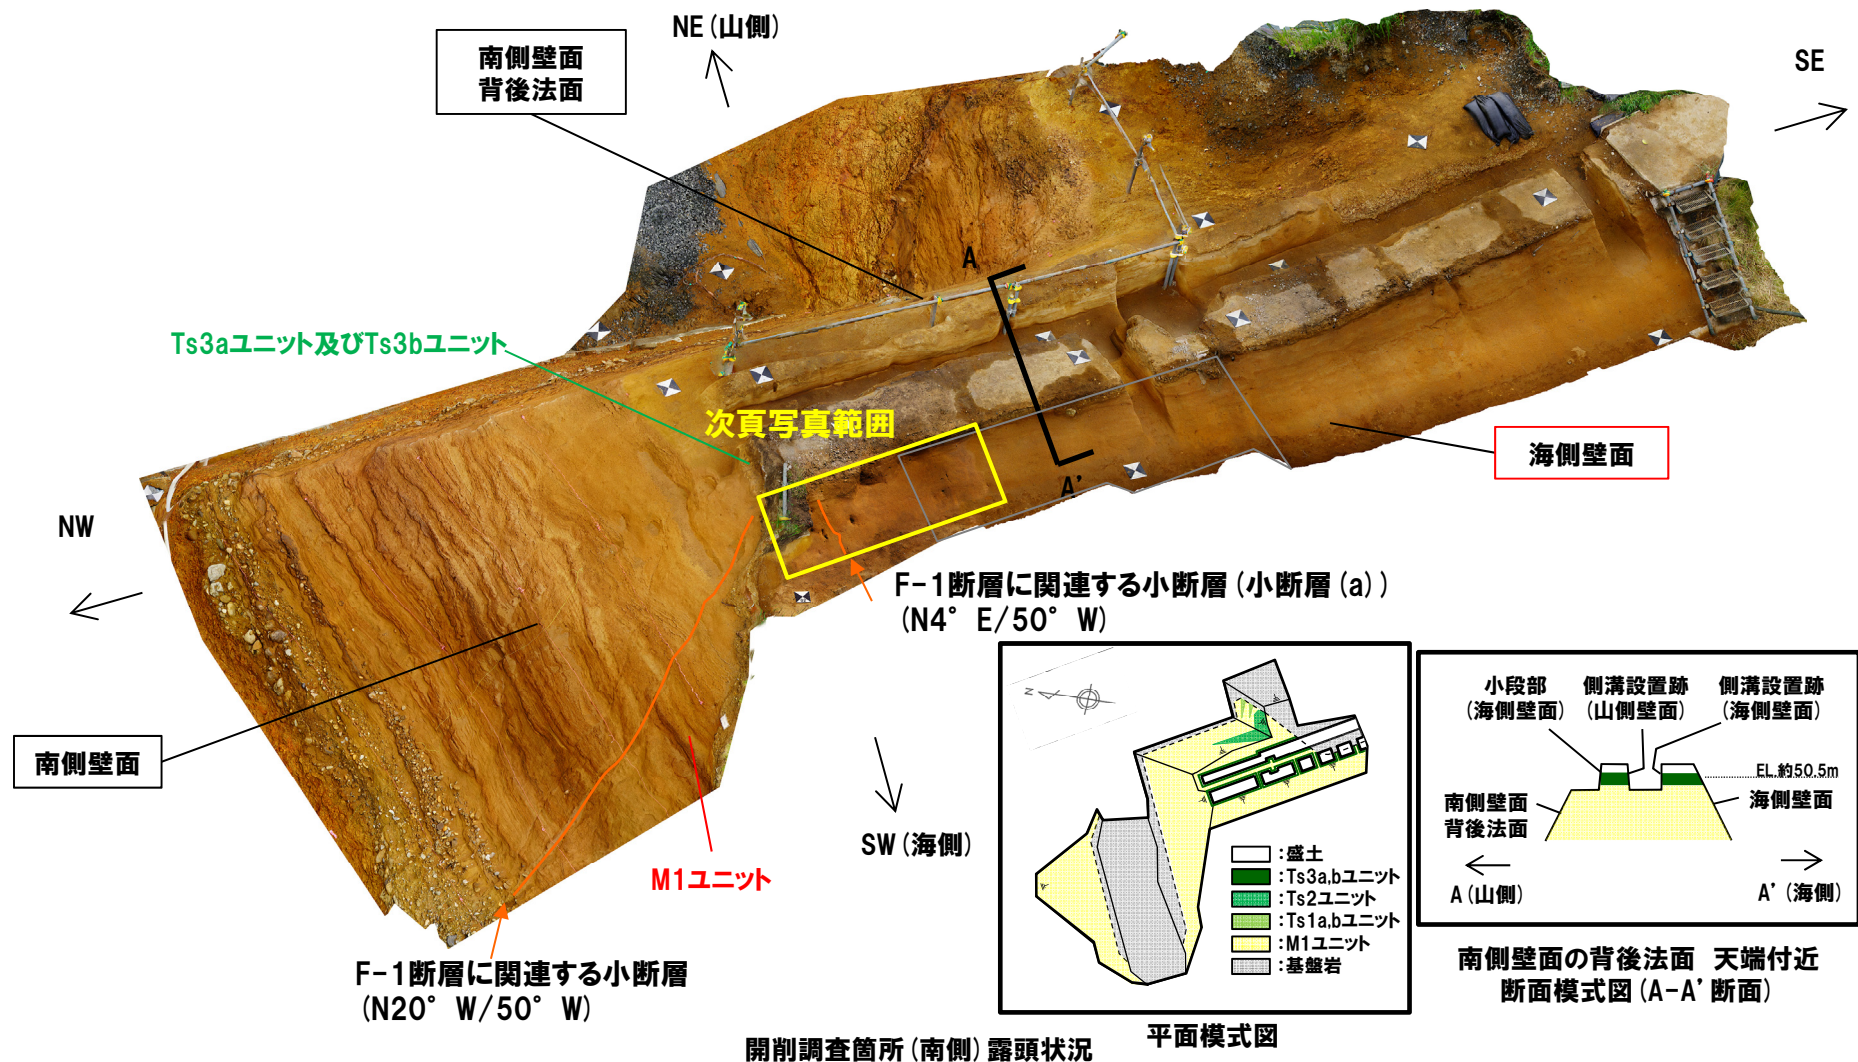 NE(山側)
南側壁面
背後法面
SE
A
Ts3aユニット及びTs3bユニット
次頁写真範囲
海側壁面
A'
NW
F-1断層に関連する小断層(小断層(a))
(N4°E/50°W)
南側壁面
SW(海側)
M1ユニット
F-1断層に関連する小断層
(N20°W/50°W)
N
:盛土
:Ts3a,bユニット
:Ts2ユニット
:Ts1a,bユニット
:M1ユニット
:基盤岩
平面模式図
小段部
(海側壁面)
側溝設置跡
(山側壁面)
側溝設置跡
(海側壁面)
EL.約50.5m
南側壁面
背後法面
海側壁面
A(山側)
A'(海側)
南側壁面の背後法面 天端付近
断面模式図(A-A'断面)
開削調査箇所(南側)露頭状況